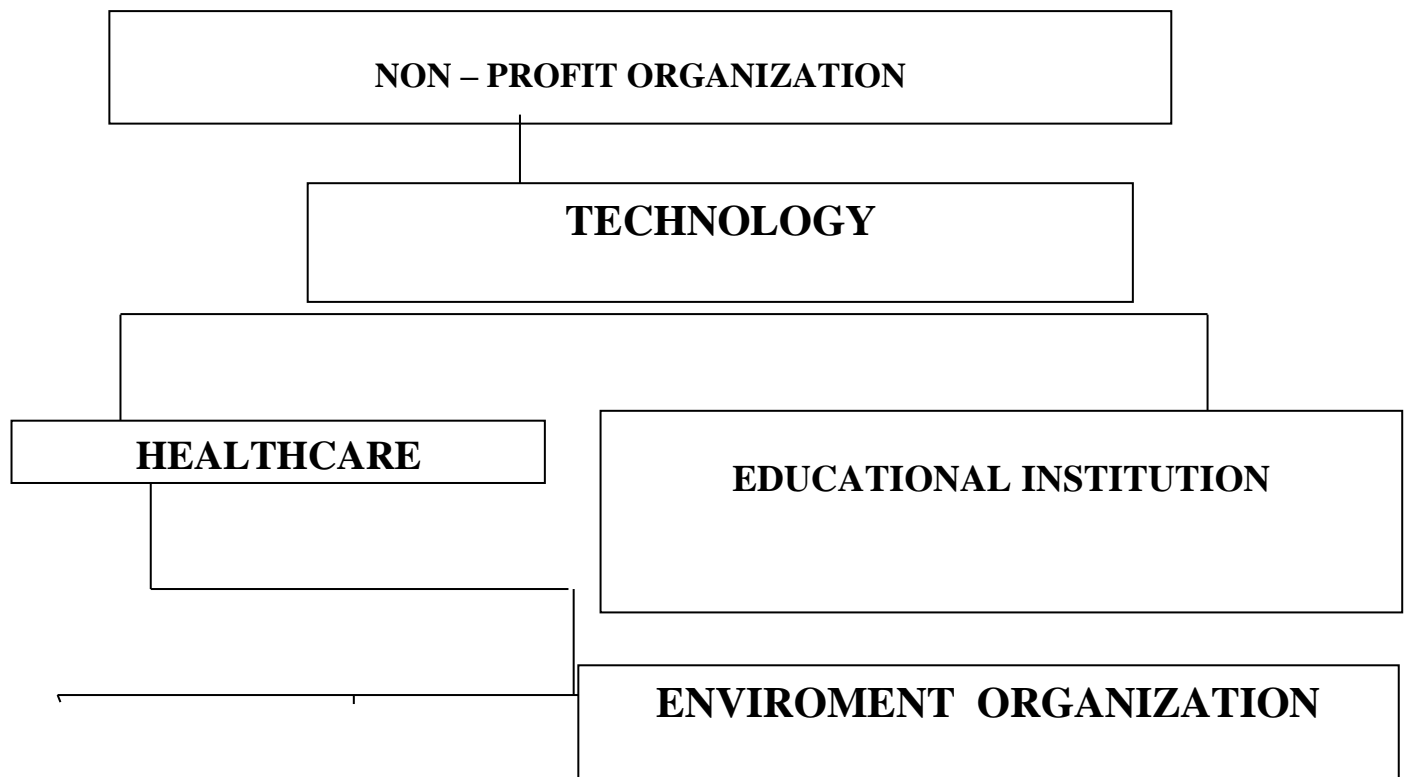 NON – PROFIT ORGANIZATION
TECHNOLOGY
HEALTHCARE
EDUCATIONAL INSTITUTION
ENVIROMENT ORGANIZATION